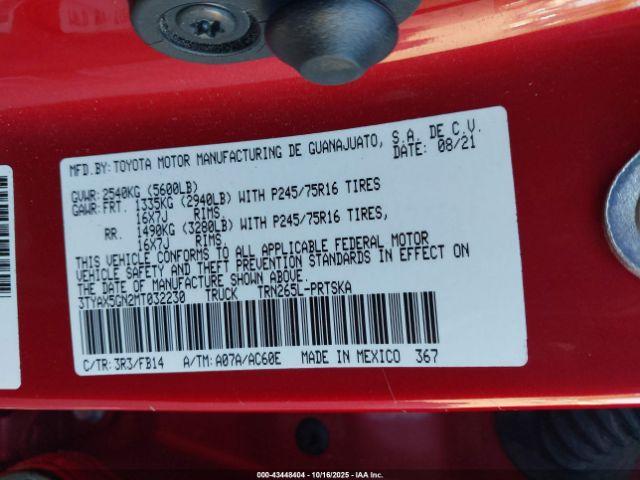 MFD.BY: TOYOTA MOTOR MANUFACTURING DE GUANAJUATO, S.A. DE C.V.
DATE: 08/21
GVWR: 2540KG (5600LB)
GAWR: FRT. 1335KG (2940LB) WITH P245/75R16 TIRES
16X7J RIMS,
RR. 1490KG (3280LB) WITH P245/75R16 TIRES,
16X7J RIMS,
THIS VEHICLE CONFORMS TO ALL APPLICABLE FEDERAL MOTOR
VEHICLE SAFETY AND THEFT PREVENTION STANDARDS IN EFFECT ON
THE DATE OF MANUFACTURE SHOWN ABOVE.
3TYAX5GN2MT032230 TRUCK TRN265L-PRTSKA
C/TR: 3R3/FB14 A/TM: A07A/AC60E MADE IN MEXICO 367
000-43448404 | 10/16/2025 | IAA Inc.